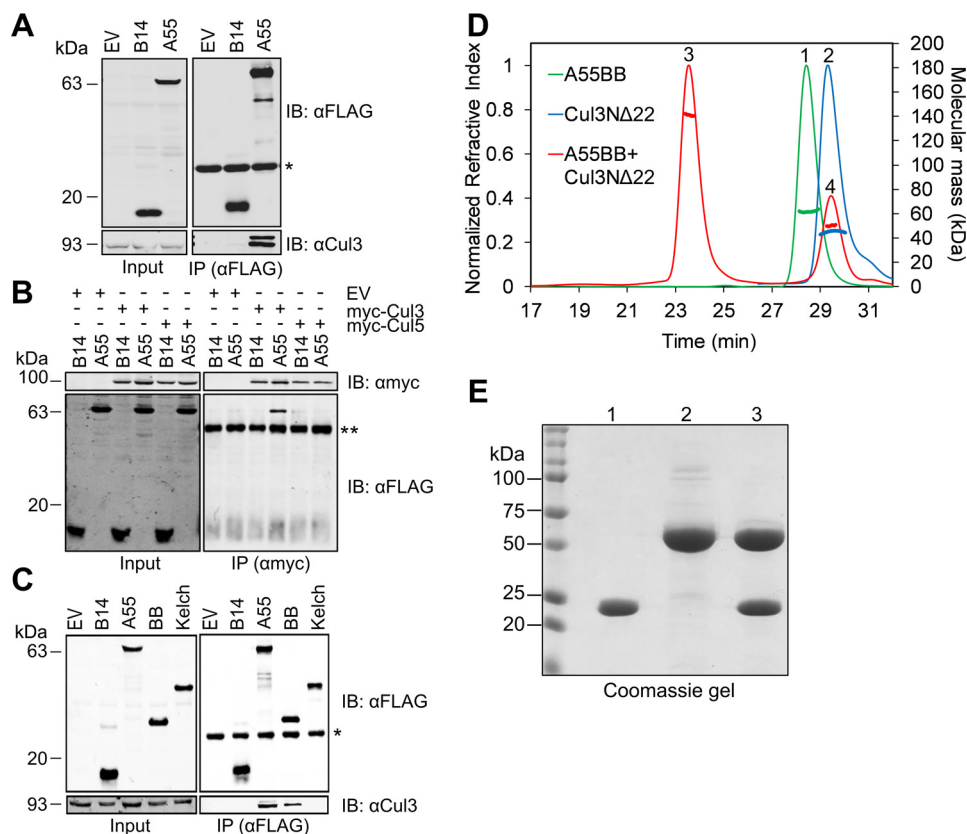 A
kDa
EV
B14
A55
EV
B14
A55
63
20
93
IB: αFLAG
*
IB: αCul3
Input
IP (αFLAG)
B
+ + - - - - + + - - - - EV
- - + + - - - - + + - - myc-Cul3
- - - - + + - - - - + + myc-Cul5
B14 A55 B14 A55 B14 A55 B14 A55 B14 A55 B14 A55
kDa
100
63
20
IB: αmyc
**
IB: αFLAG
Input
IP (αmyc)
C
kDa
EV
B14
A55
BB
Kelch
EV
B14
A55
BB
Kelch
63
20
93
IB: αFLAG
*
IB: αCul3
Input
IP (αFLAG)
D
Normalized Refractive Index
1
0.8
0.6
0.4
0.2
0
A55BB
Cul3NΔ22
A55BB+
Cul3NΔ22
3
1
2
4
200
180
160
140
120
100
80
60
40
20
0
Molecular mass (kDa)
17 19 21 23 25 27 29 31
Time (min)
E
1 2 3
kDa
100
75
50
25
20
Coomassie gel